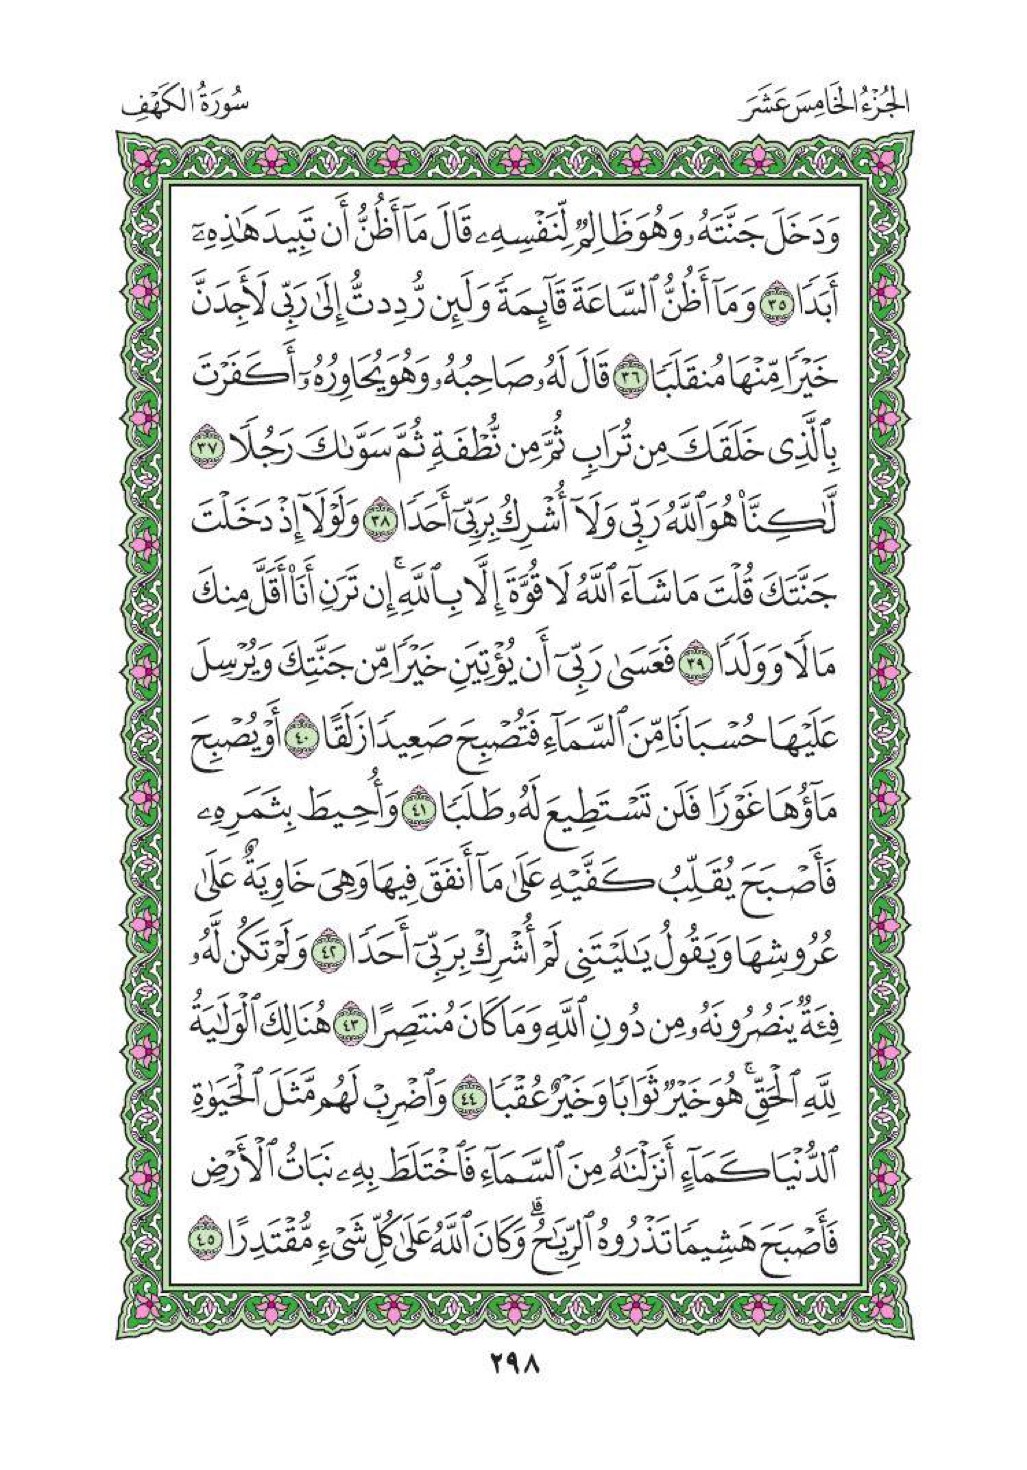 الجُزْءُ الخَامِسَ عَشَرَ
سُورَةُ الكَهْفِ
وَدَخَلَ جَنَّتَهُۥ وَهُوَ ظَالِمٌ لِّنَفْسِهِۦ قَالَ مَآ أَظُنُّ أَن تَبِيدَ هَٰذِهِۦٓ
أَبَدًا ٣٥ وَمَآ أَظُنُّ ٱلسَّاعَةَ قَآئِمَةً وَلَئِن رُّدِدتُّ إِلَىٰ رَبِّى لَأَجِدَنَّ
خَيْرًا مِّنْهَا مُنقَلَبًا ٣٦ قَالَ لَهُۥ صَاحِبُهُۥ وَهُوَ يُحَاوِرُهُۥٓ أَكَفَرْتَ
بِٱلَّذِى خَلَقَكَ مِن تُرَابٍ ثُمَّ مِن نُّطْفَةٍ ثُمَّ سَوَّىٰكَ رَجُلًا ٣٧
لَّٰكِنَّا۠ هُوَ ٱللَّهُ رَبِّى وَلَآ أُشْرِكُ بِرَبِّىٓ أَحَدًا ٣٨ وَلَوْلَآ إِذْ دَخَلْتَ
جَنَّتَكَ قُلْتَ مَا شَآءَ ٱللَّهُ لَا قُوَّةَ إِلَّا بِٱللَّهِ ۚ إِن تَرَنِ أَنَا۠ أَقَلَّ مِنكَ
مَالًا وَوَلَدًا ٣٩ فَعَسَىٰ رَبِّىٓ أَن يُؤْتِيَنِ خَيْرًا مِّن جَنَّتِكَ وَيُرْسِلَ
عَلَيْهَا حُسْبَانًا مِّنَ ٱلسَّمَآءِ فَتُصْبِحَ صَعِيدًا زَلَقًا ٤٠ أَوْ يُصْبِحَ
مَآؤُهَا غَوْرًا فَلَن تَسْتَطِيعَ لَهُۥ طَلَبًا ٤١ وَأُحِيطَ بِثَمَرِهِۦ
فَأَصْبَحَ يُقَلِّبُ كَفَّيْهِ عَلَىٰ مَآ أَنفَقَ فِيهَا وَهِىَ خَاوِيَةٌ عَلَىٰ
عُرُوشِهَا وَيَقُولُ يَٰلَيْتَنِى لَمْ أُشْرِكْ بِرَبِّىٓ أَحَدًا ٤٢ وَلَمْ تَكُن لَّهُۥ
فِئَةٌ يَنصُرُونَهُۥ مِن دُونِ ٱللَّهِ وَمَا كَانَ مُنتَصِرًا ٤٣ هُنَالِكَ ٱلْوَلَٰيَةُ
لِلَّهِ ٱلْحَقِّ ۚ هُوَ خَيْرٌ ثَوَابًا وَخَيْرٌ عُقْبًا ٤٤ وَٱضْرِبْ لَهُم مَّثَلَ ٱلْحَيَوٰةِ
ٱلدُّنْيَا كَمَآءٍ أَنزَلْنَٰهُ مِنَ ٱلسَّمَآءِ فَٱخْتَلَطَ بِهِۦ نَبَاتُ ٱلْأَرْضِ
فَأَصْبَحَ هَشِيمًا تَذْرُوهُ ٱلرِّيَٰحُ ۗ وَكَانَ ٱللَّهُ عَلَىٰ كُلِّ شَىْءٍ مُّقْتَدِرًا ٤٥
٢٩٨